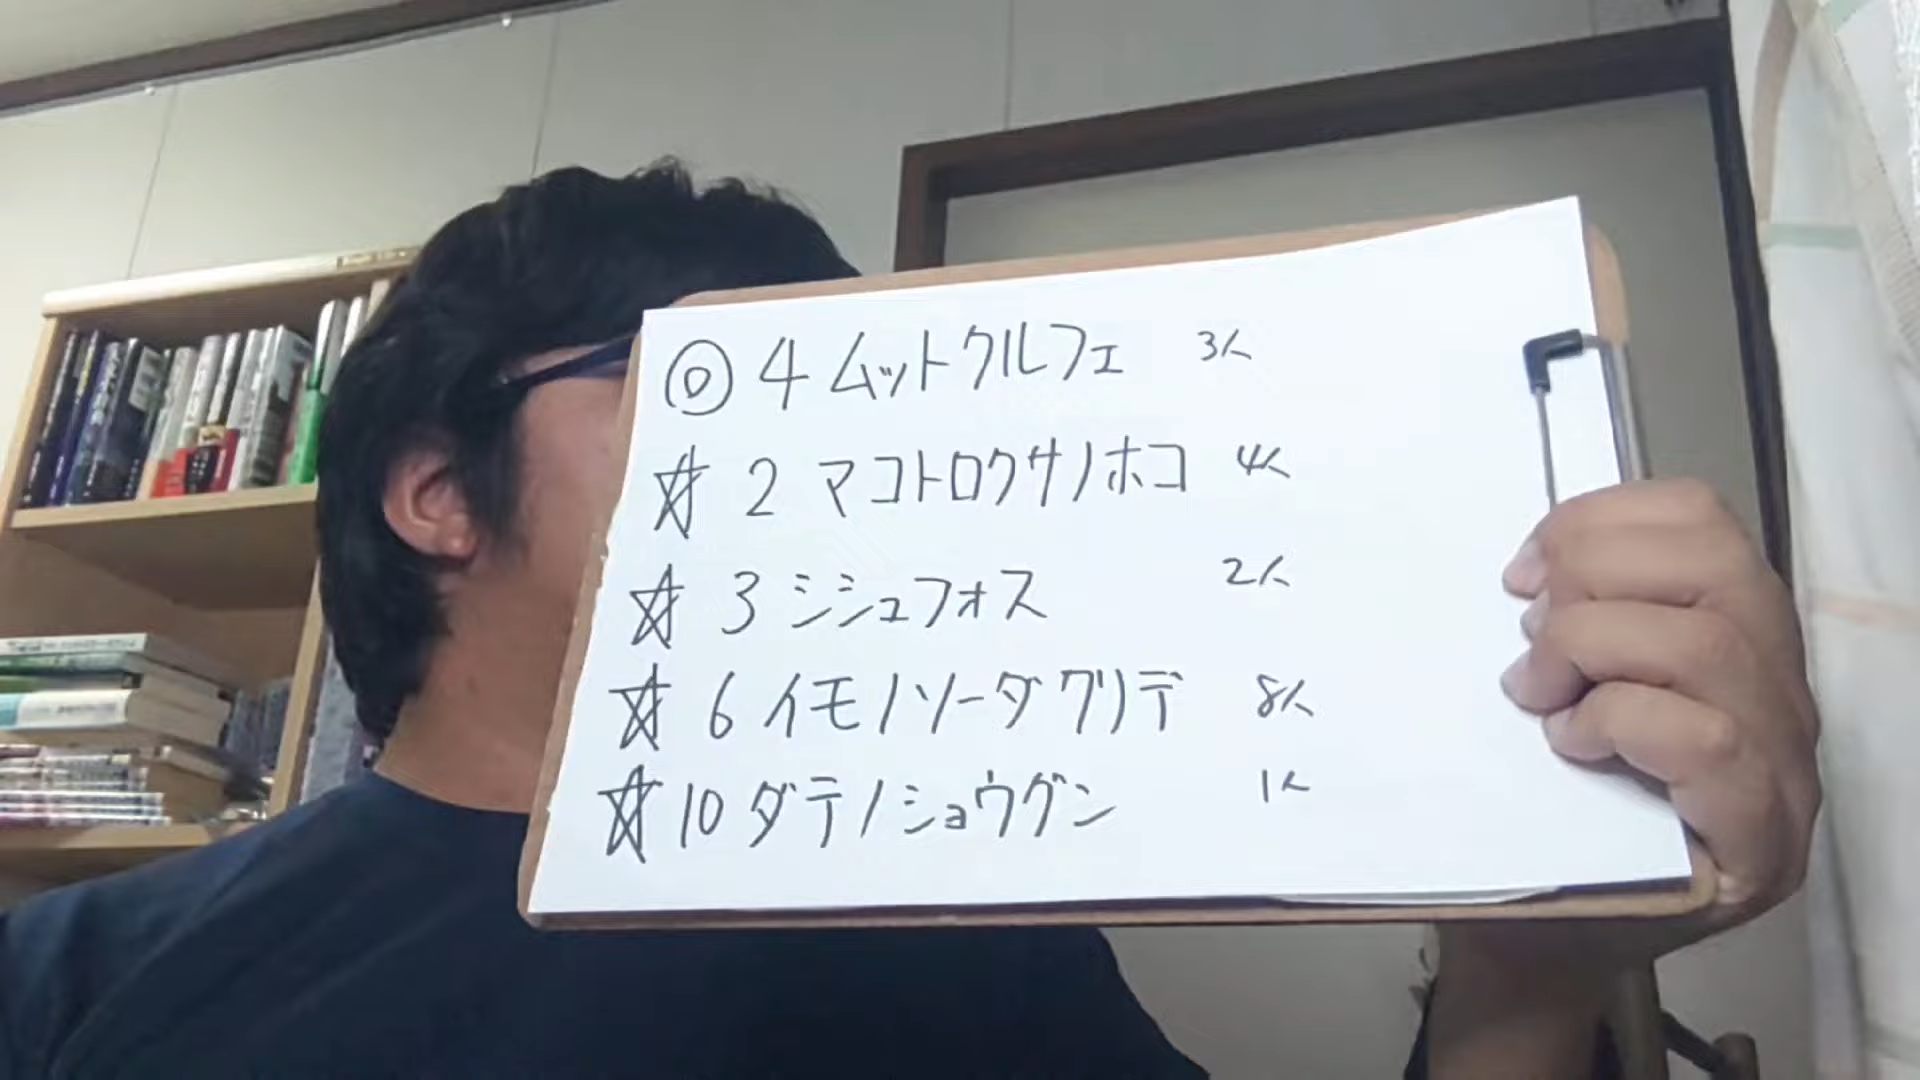 ◎ 4 ムットクルフェ 3人
☆ 2 マコトロクサノホコ 4人
☆ 3 シシュフォス 2人
☆ 6 イモノソーダワリデ 8人
☆ 10 ダテノショウグン 1人